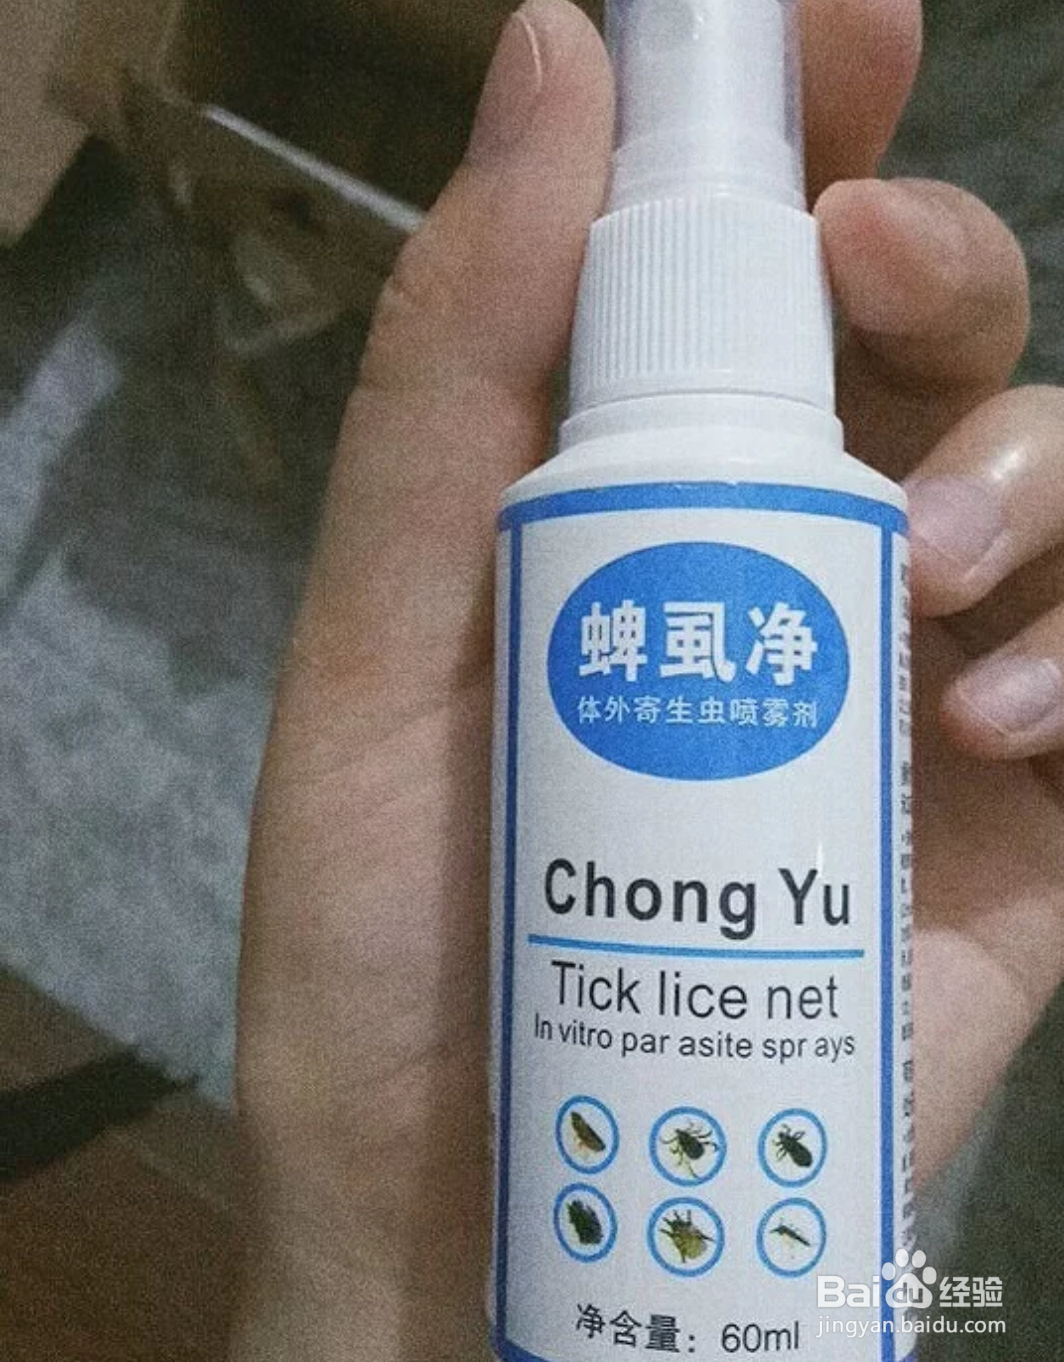 蜱虱净
体外寄生虫喷雾剂
Chong Yu
Tick lice net
In vitro par asite spr ays
净含量：60ml
Baidu 经验
jingyan.baidu.com